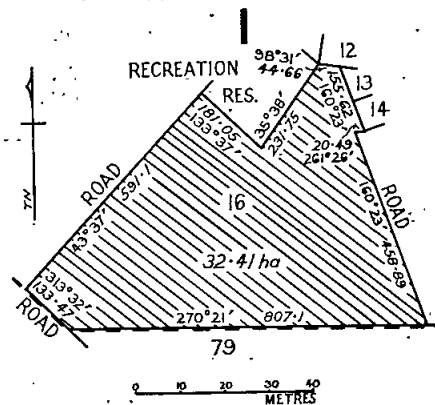 I
98°31'
44.66
12
RECREATION
RES.
155.62
160°23'
13
14
181.05
133°37'
35°38'
231.75
20.49
261°26'
ROAD
43°37'
591.1
16
32.41 ha
ROAD
160°23'
458.89
TN
313°32'
133.47
ROAD
270°21' 807.1
79
0 10 20 30 40
METRES